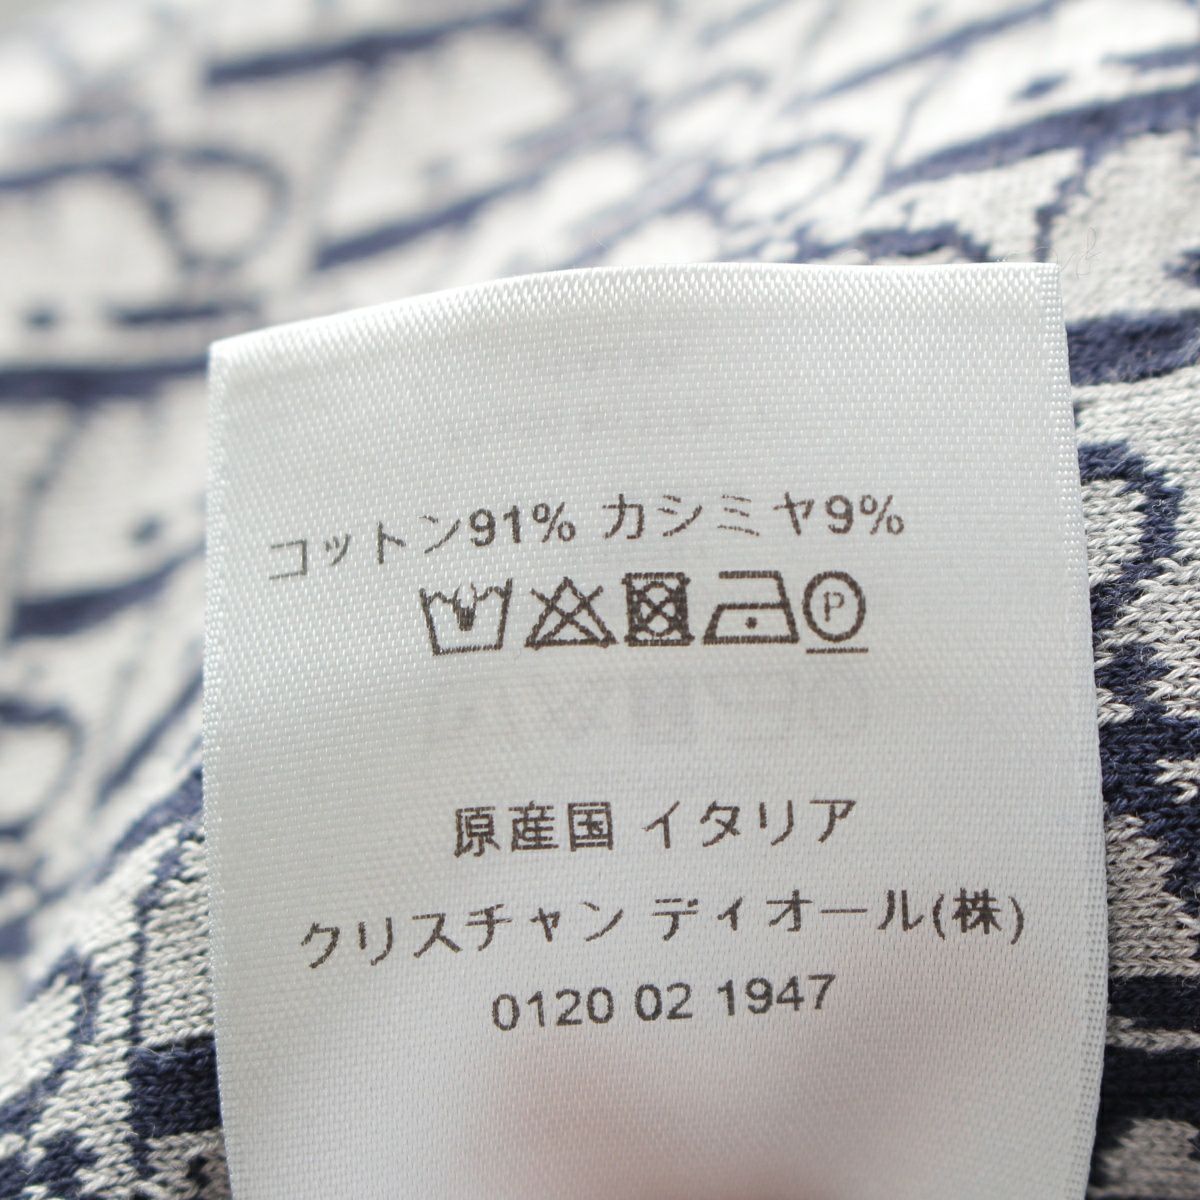 コットン91% カシミヤ9%
P
原産国 イタリア
クリスチャン ディオール(株)
0120 02 1947